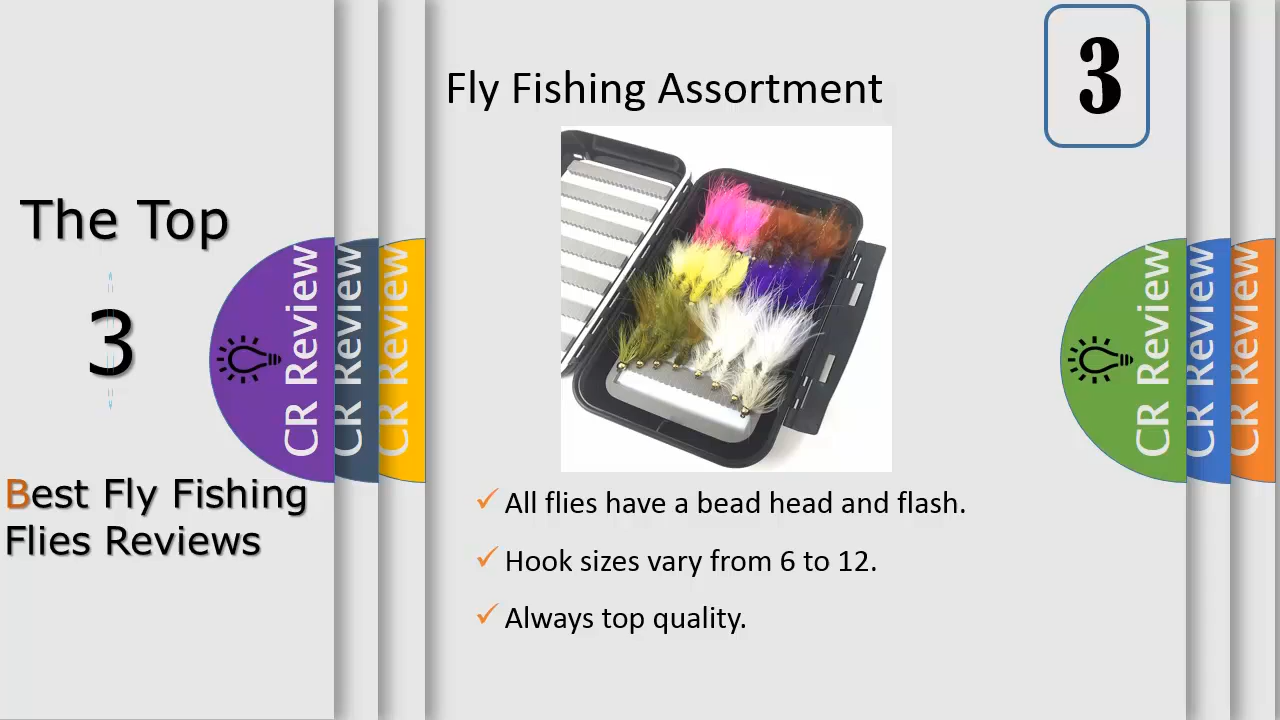 The Top
3
Best Fly Fishing
Flies Reviews
CR Review
CR Review
CR Review
Fly Fishing Assortment
3
All flies have a bead head and flash.
Hook sizes vary from 6 to 12.
Always top quality.
CR Review
CR Review
CR Review